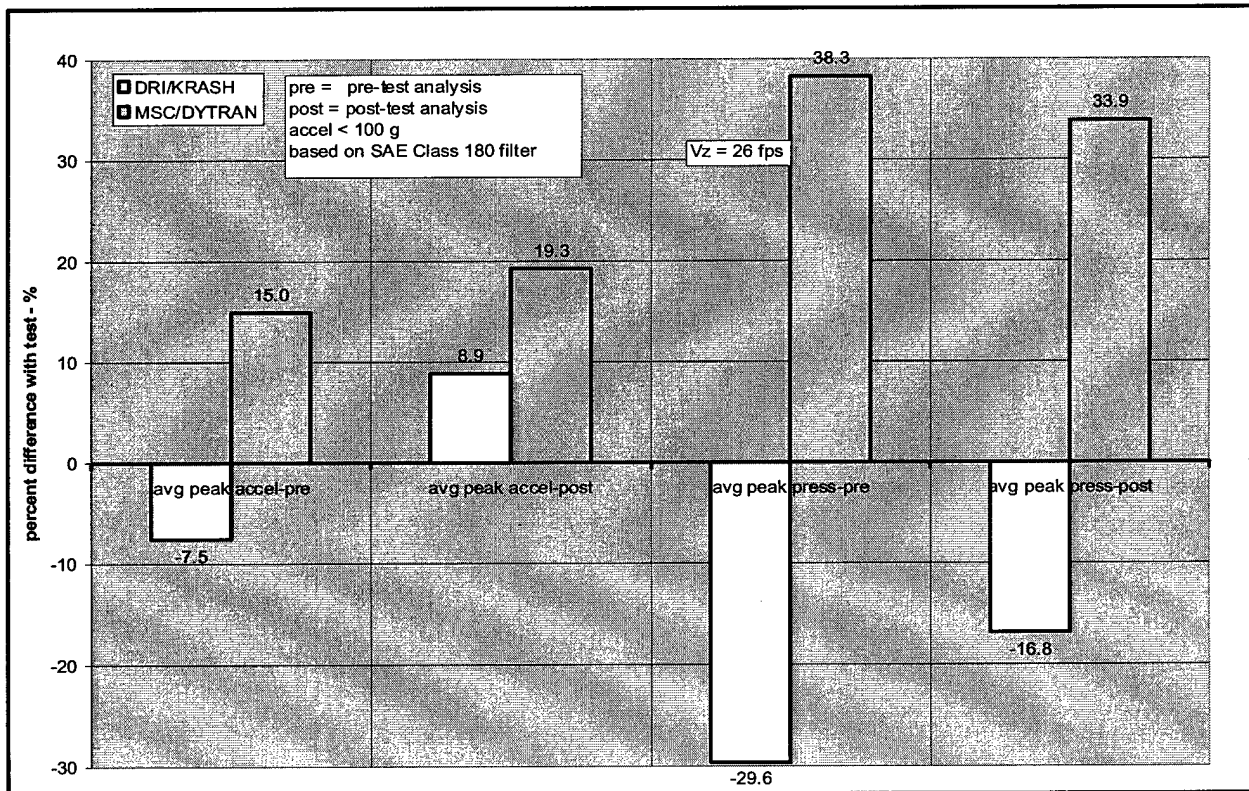 40
30
20
10
0
-10
-20
-30
percent difference with test - %
DRI/KRASH
MSC/DYTRAN
pre = pre-test analysis
post = post-test analysis
accel < 100 g
based on SAE Class 180 filter
Vz = 26 fps
38.3
33.9
15.0
19.3
8.9
avg peak accel-pre
avg peak accel-post
avg peak press-pre
avg peak press-post
-7.5
-29.6
-16.8